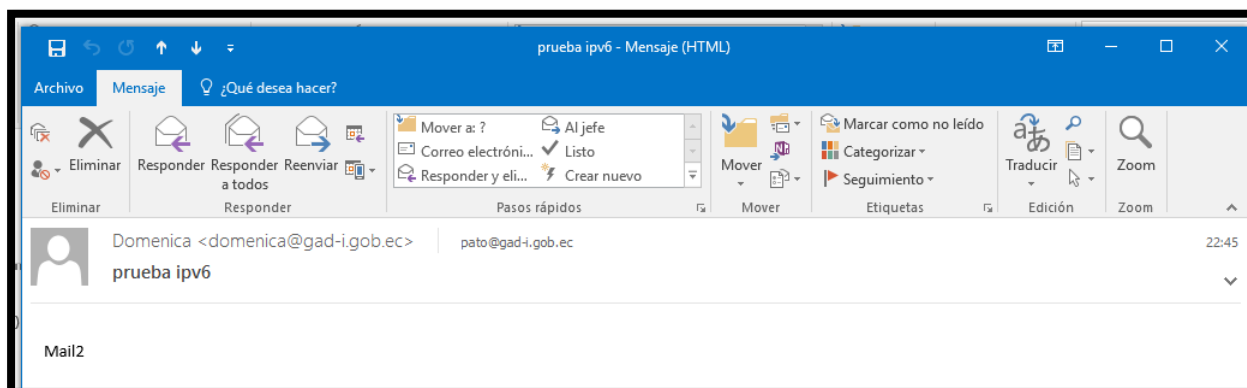 prueba ipv6 - Mensaje (HTML)
Archivo Mensaje ¿Qué desea hacer?
Eliminar
Responder Responder a todos Reenviar
Mover a: ? Al jefe
Correo electróni... Listo
Responder y eli... Crear nuevo
Mover
Marcar como no leído
Categorizar
Seguimiento
Traducir
Zoom
Eliminar Responder Pasos rápidos Mover Etiquetas Edición Zoom
Domenica <domenica@gad-i.gob.ec> pato@gad-i.gob.ec 22:45
prueba ipv6
Mail2